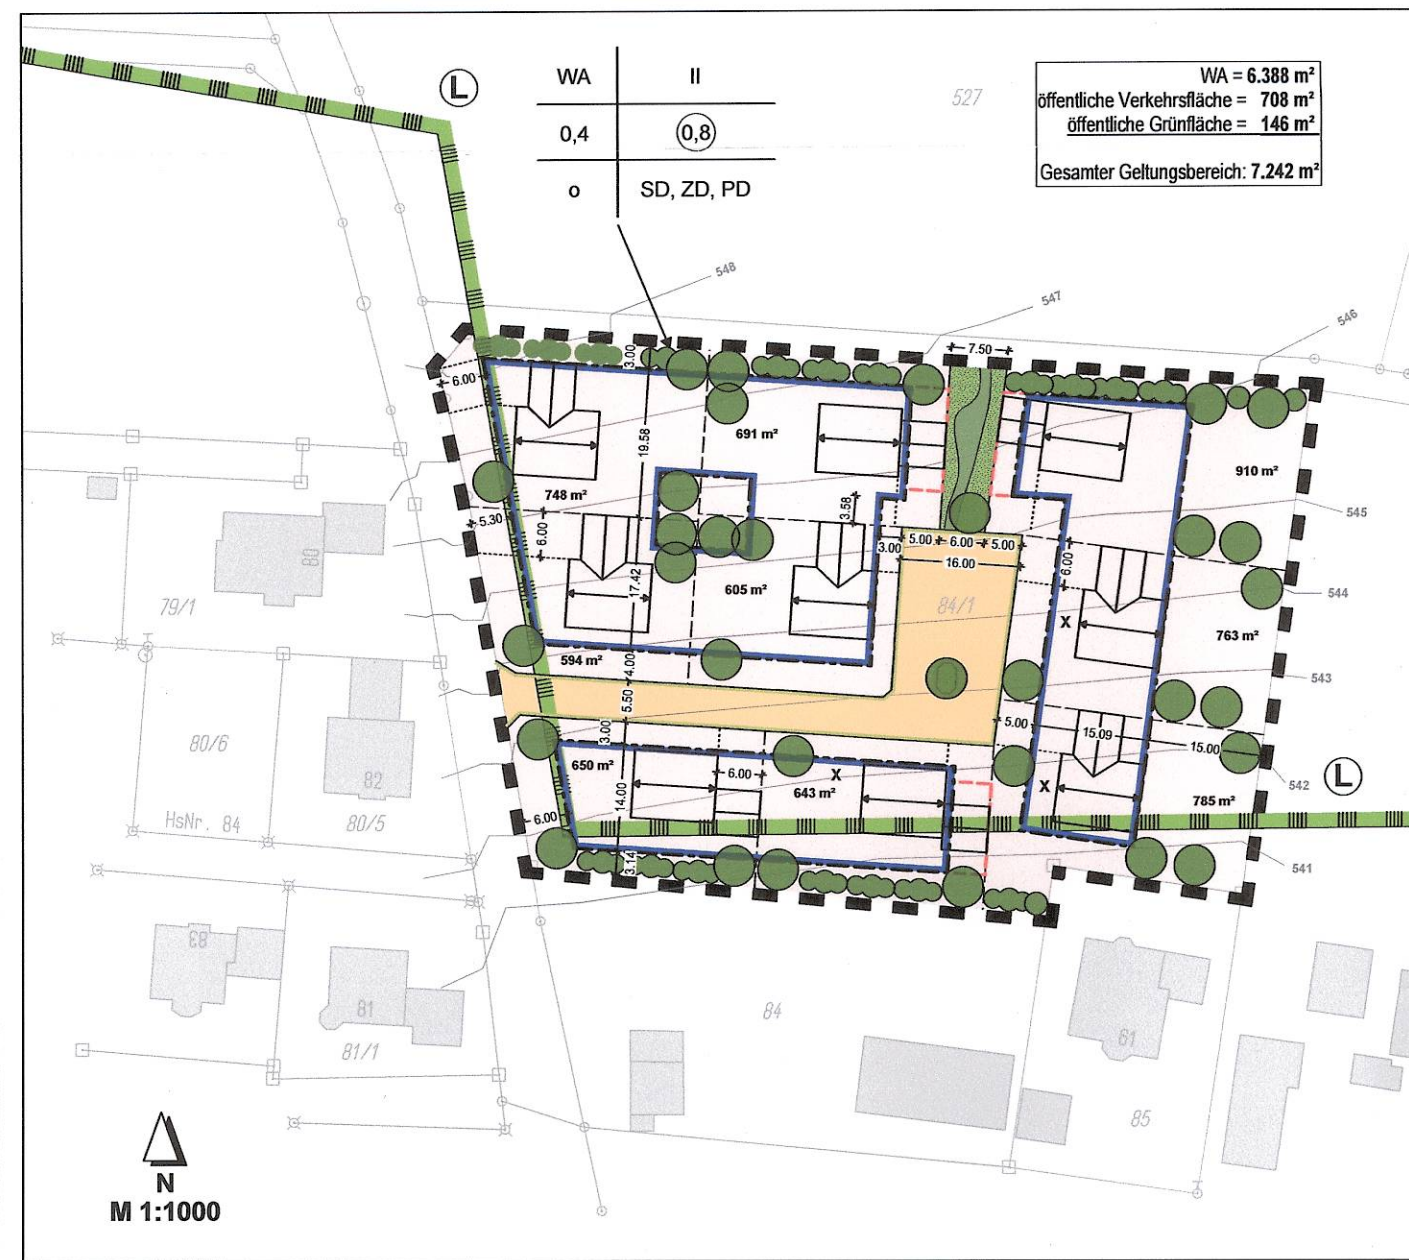 L
WA II
0,4 0,8
o SD, ZD, PD
527
WA = 6.388 m²
öffentliche Verkehrsfläche = 708 m²
öffentliche Grünfläche = 146 m²
Gesamter Geltungsbereich: 7.242 m²
548
547
546
7.50
6.00
3.00
19.58
691 m²
910 m²
748 m²
5.30
6.00
3.58
545
3.00
5.00
6.00
5.00
16.00
6.00
17.42
605 m²
84/1
X
544
763 m²
80
79/1
594 m²
4.00
543
5.50
3.00
5.00
15.09
15.00
80/6
82
650 m²
6.00
X
643 m²
X
14.00
785 m²
542
L
HsNr. 84
80/5
6.00
3.14
541
83
81
81/1
84
61
85
N
M 1:1000